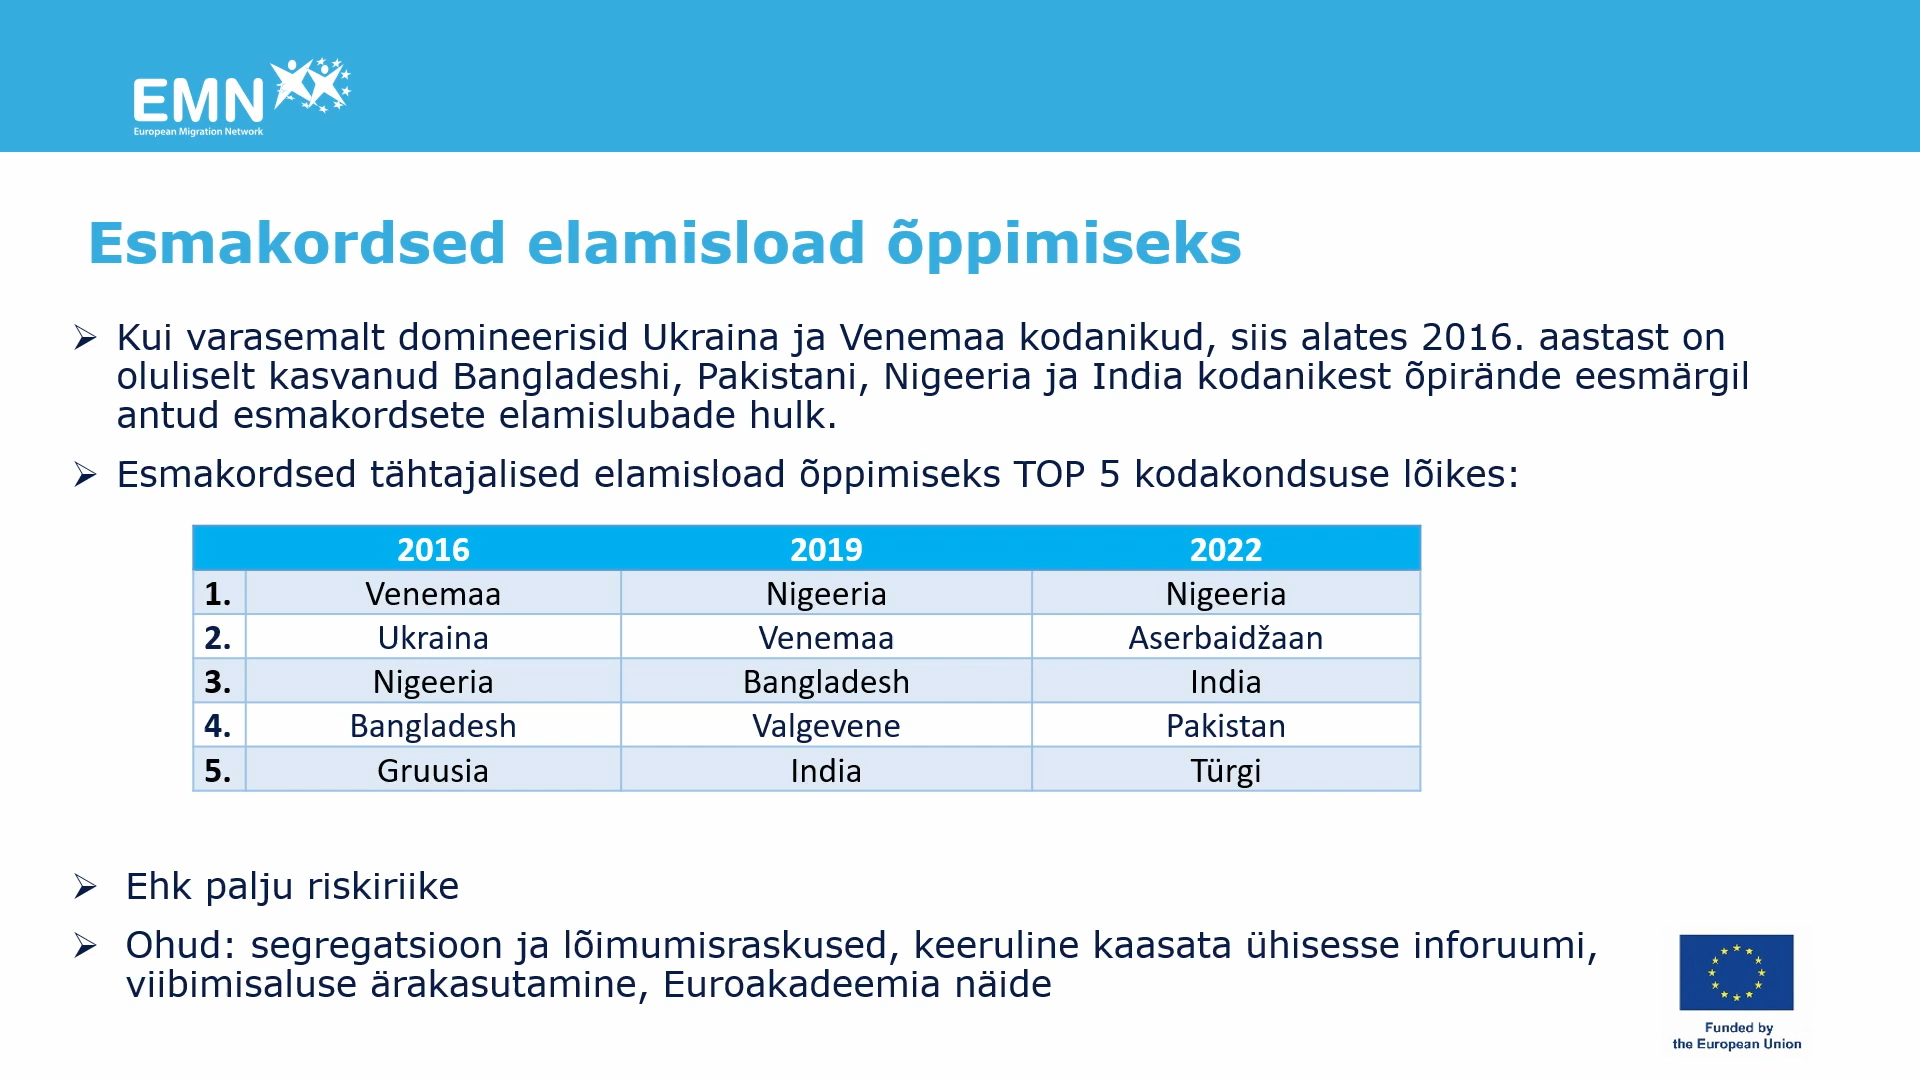 EMN
European Migration Network
Esmakordsed elamisload õppimiseks
➢ Kui varasemalt domineerisid Ukraina ja Venemaa kodanikud, siis alates 2016. aastast on
oluliselt kasvanud Bangladeshi, Pakistani, Nigeeria ja India kodanikest õpirände eesmärgil
antud esmakordsete elamislubade hulk.
➢ Esmakordsed tähtajalised elamisload õppimiseks TOP 5 kodakondsuse lõikes:
2016 2019 2022
1. Venemaa Nigeeria Nigeeria
2. Ukraina Venemaa Aserbaidžaan
3. Nigeeria Bangladesh India
4. Bangladesh Valgevene Pakistan
5. Gruusia India Türgi
➢ Ehk palju riskiriike
➢ Ohud: segregatsioon ja lõimumisraskused, keeruline kaasata ühisesse inforuumi,
viibimisaluse ärakasutamine, Euroakadeemia näide
Funded by
the European Union